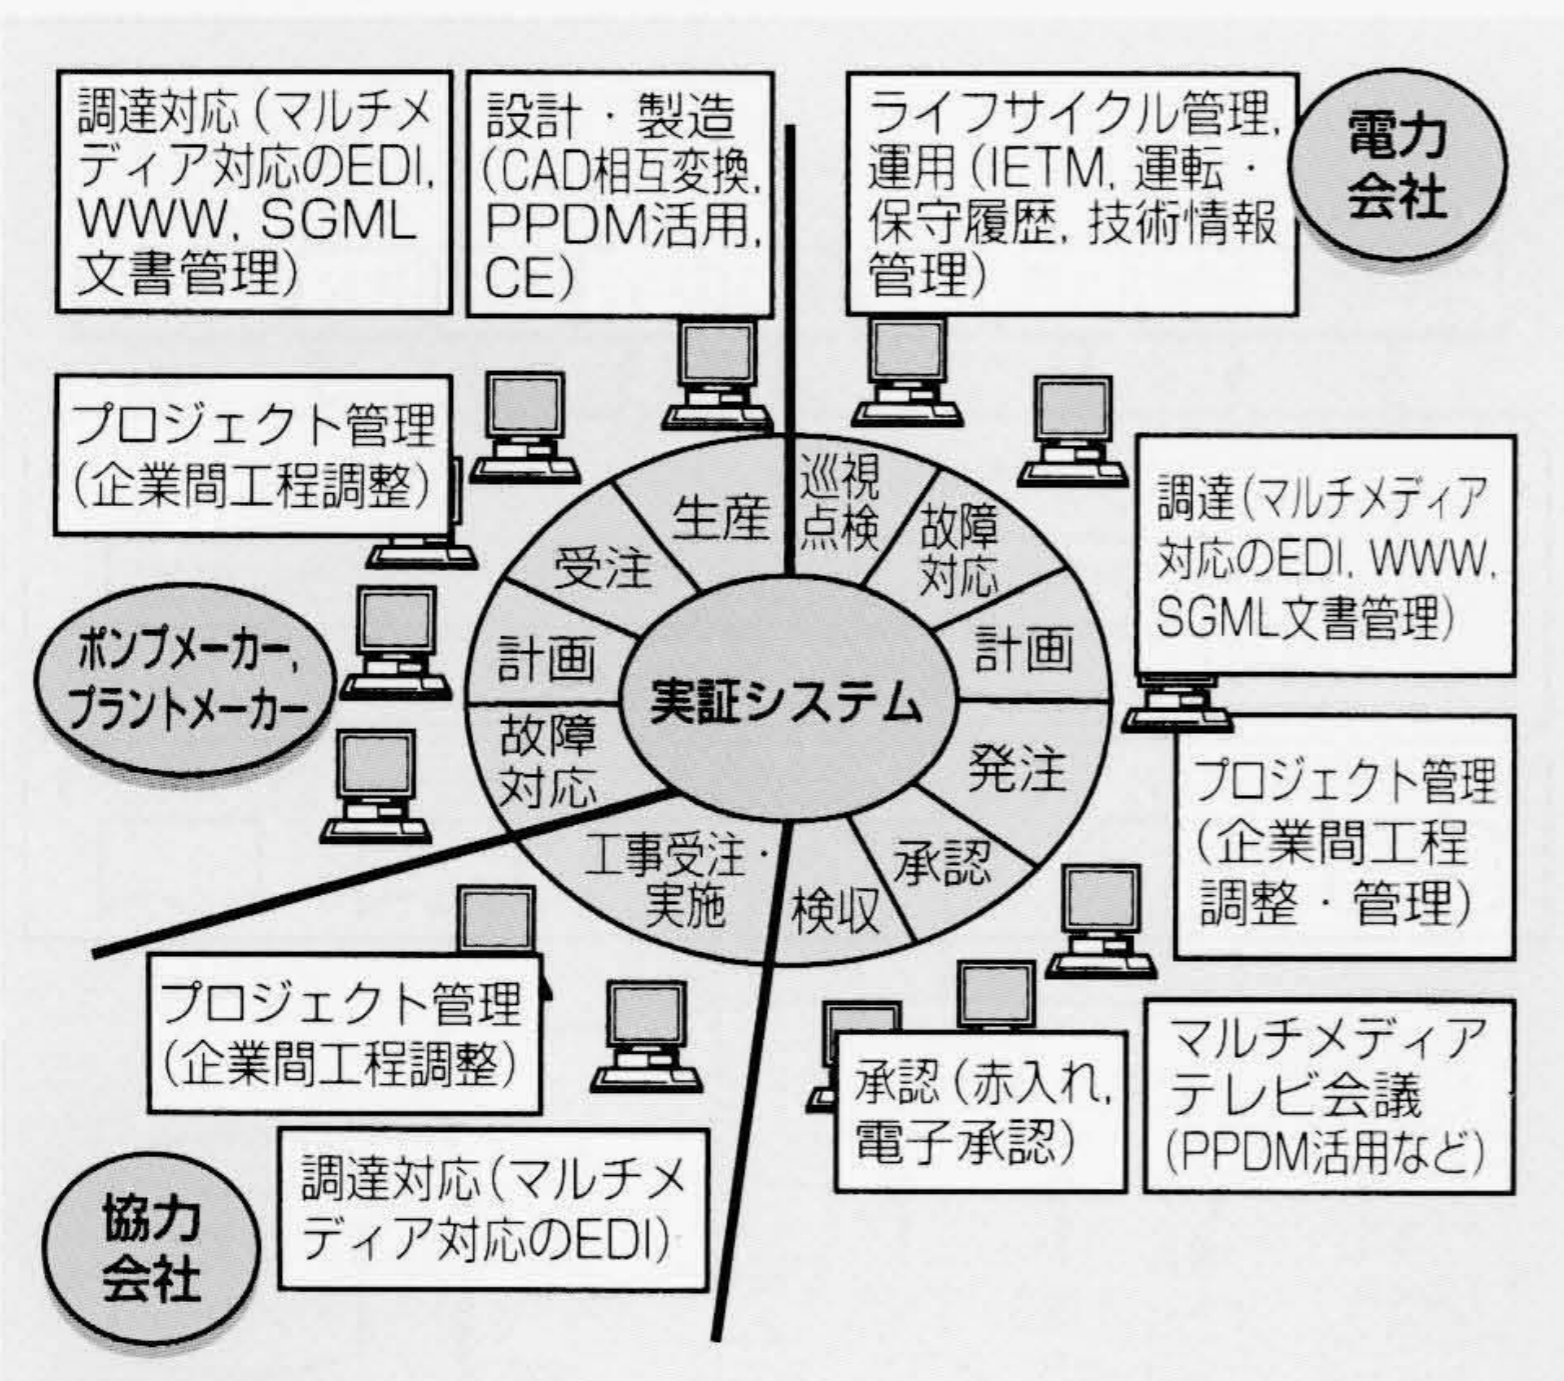 調達対応(マルチメ
ディア対応のEDI,
WWW, SGML
文書管理)
設計・製造
(CAD相互変換,
PPDM活用,
CE)
ライフサイクル管理,
運用(IETM, 運転・
保守履歴, 技術情報
管理)
電力
会社
プロジェクト管理
(企業間工程調整)
調達(マルチメディア
対応のEDI, WWW,
SGML文書管理)
ポンプメーカー,
プラントメーカー
生産
巡視
点検
受注
故障
対応
計画
計画
実証システム
故障
対応
発注
工事受注・
実施
検収
承認
プロジェクト管理
(企業間工程
調整・管理)
プロジェクト管理
(企業間工程調整)
承認(赤入れ,
電子承認)
マルチメディア
テレビ会議
(PPDM活用など)
協力
会社
調達対応(マルチメ
ディア対応のEDI)